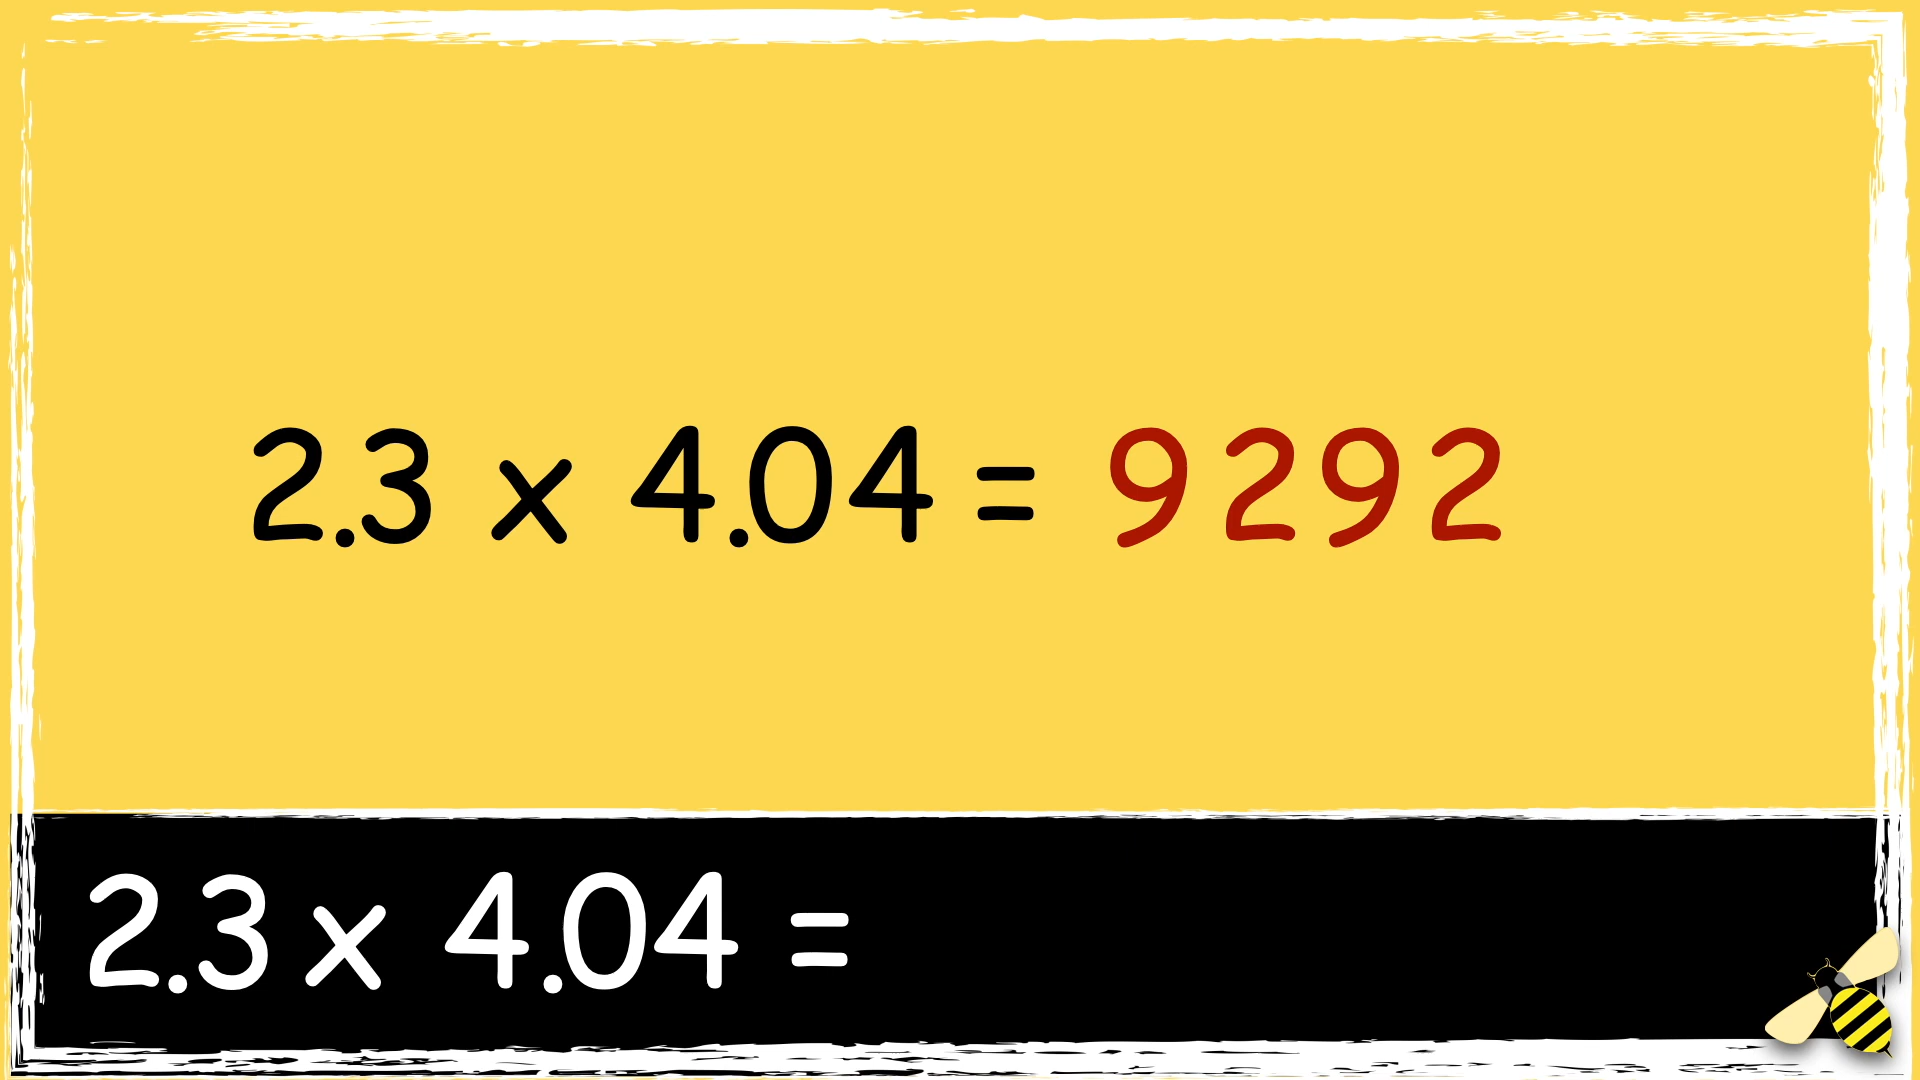 2.3 x 4.04 = 9292
2.3 x 4.04 =